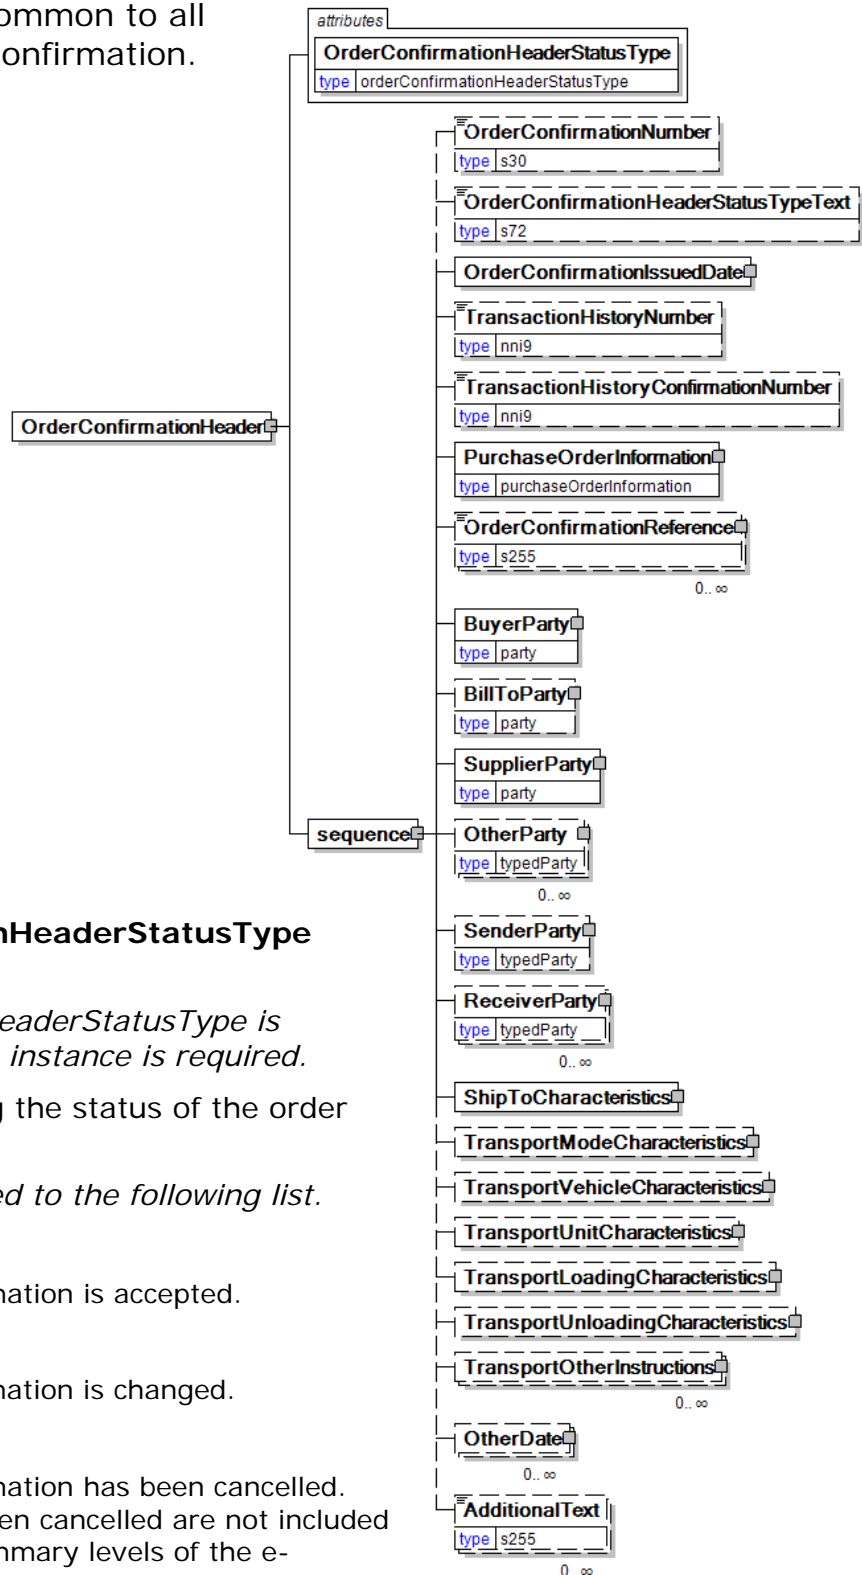 ommon to all
onfirmation.
attributes
OrderConfirmationHeaderStatusType
type orderConfirmationHeaderStatusType
OrderConfirmationNumber
type s30
OrderConfirmationHeaderStatusTypeText
type s72
OrderConfirmationIssuedDate
TransactionHistoryNumber
type nni9
TransactionHistoryConfirmationNumber
type nni9
OrderConfirmationHeader
PurchaseOrderInformation
type purchaseOrderInformation
OrderConfirmationReference
type s255
0.. ∞
BuyerParty
type party
BillToParty
type party
SupplierParty
type party
sequence
OtherParty
type typedParty
0.. ∞
SenderParty
type typedParty
ReceiverParty
type typedParty
0.. ∞
ShipToCharacteristics
TransportModeCharacteristics
TransportVehicleCharacteristics
TransportUnitCharacteristics
TransportLoadingCharacteristics
TransportUnloadingCharacteristics
TransportOtherInstructions
0.. ∞
OtherDate
0.. ∞
AdditionalText
type s255
0.. ∞
nHeaderStatusType
eaderStatusType is
instance is required.
g the status of the order
ed to the following list.
nation is accepted.
nation is changed.
nation has been cancelled.
en cancelled are not included
nmary levels of the e-